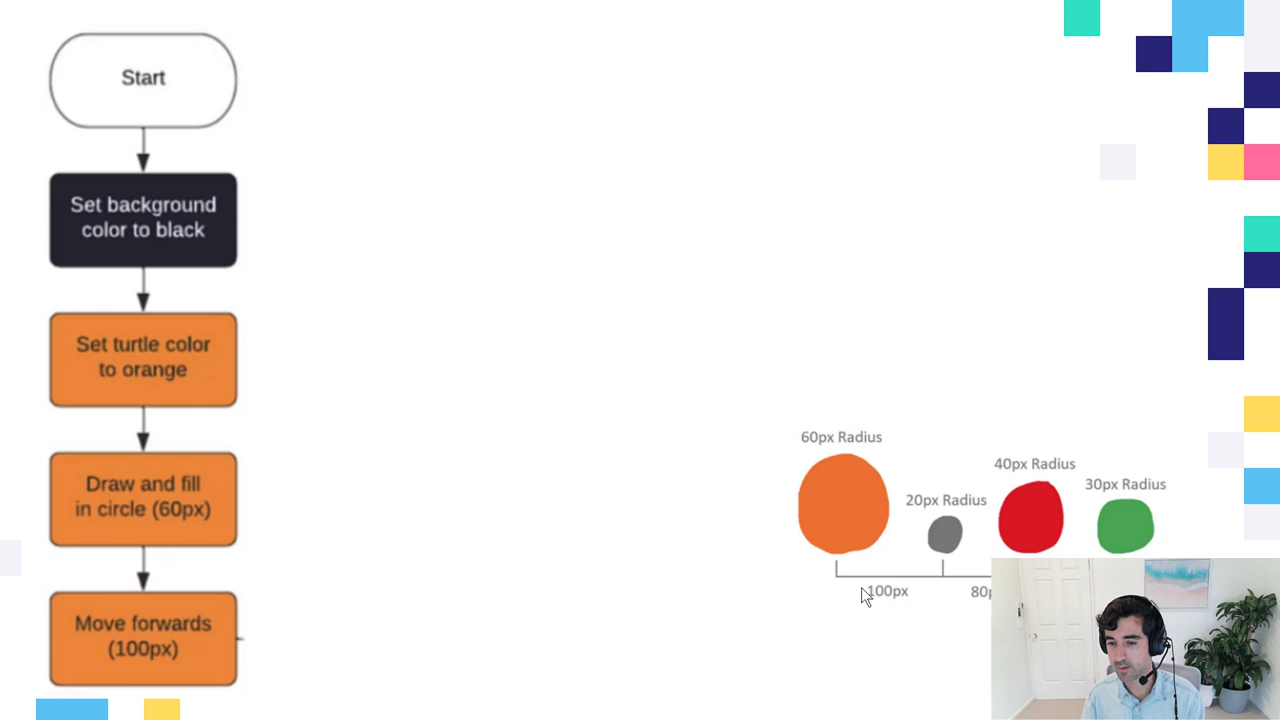 Start
Set background
color to black
Set turtle color
to orange
Draw and fill
in circle (60px)
Move forwards
(100px)
60px Radius
20px Radius
40px Radius
30px Radius
100px